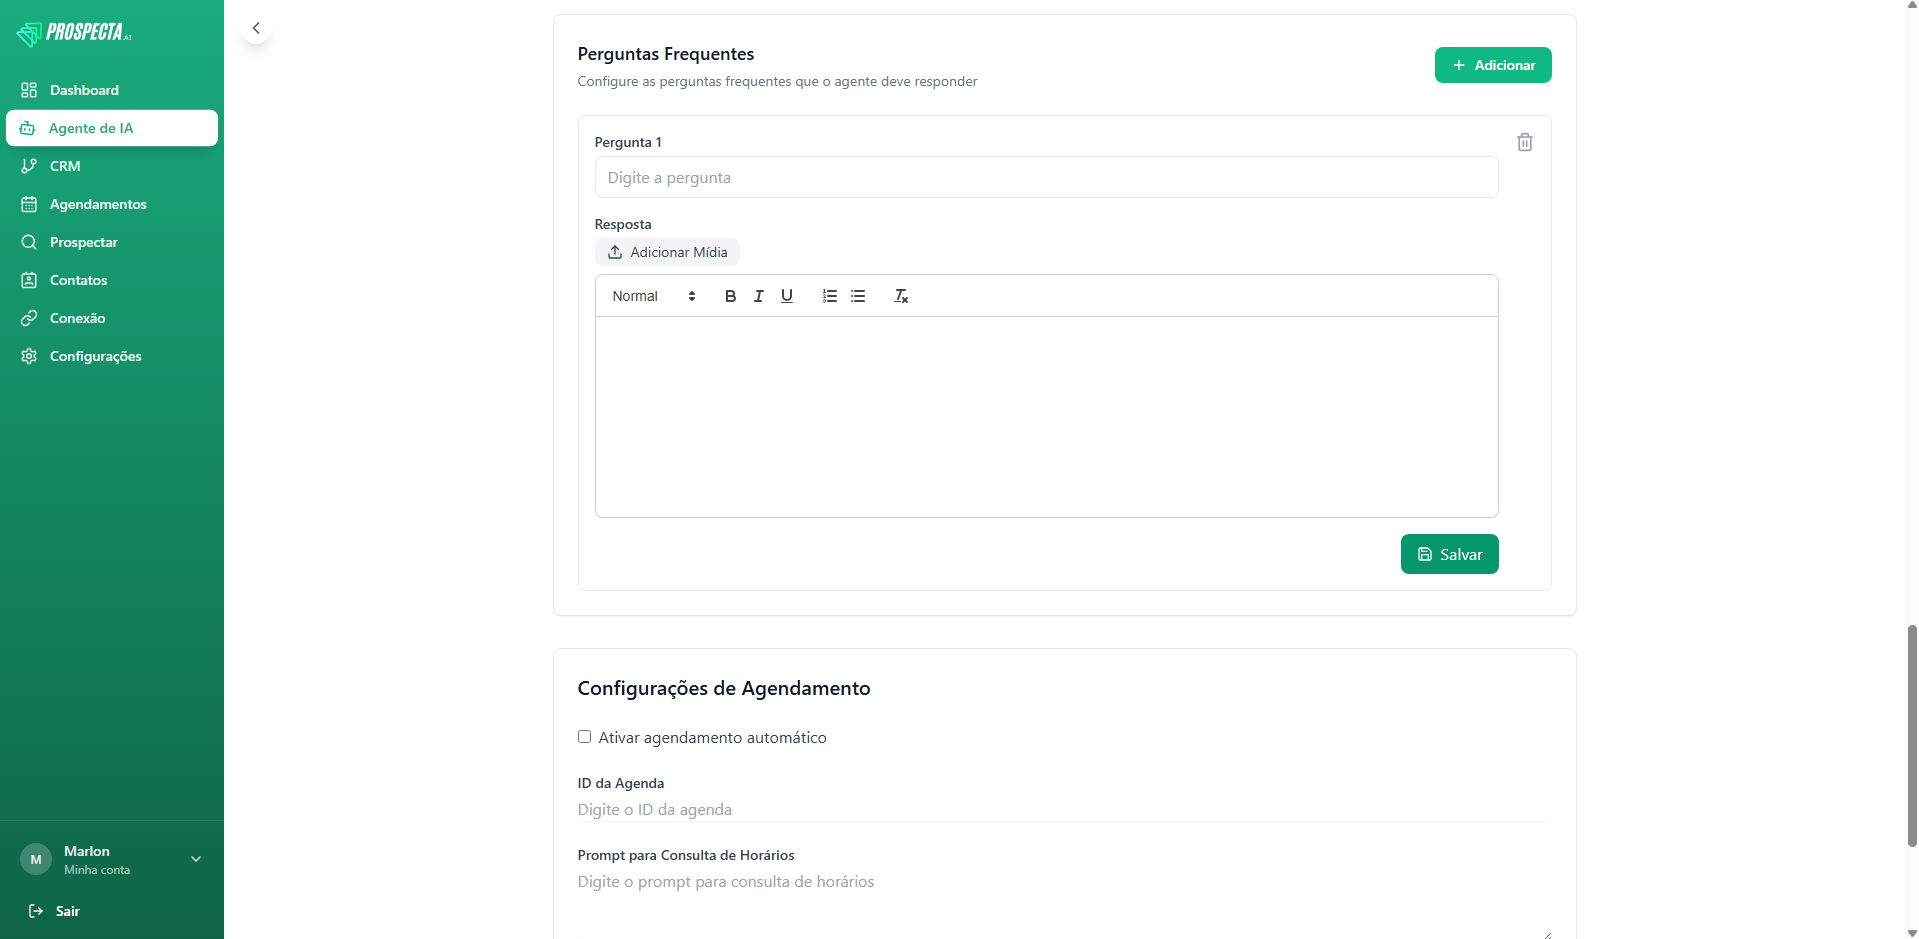 PROSPECTA.AI
Dashboard
Agente de IA
CRM
Agendamentos
Prospectar
Contatos
Conexão
Configurações
M
Marlon
Minha conta
Sair
Perguntas Frequentes
Configure as perguntas frequentes que o agente deve responder
Adicionar
Pergunta 1
Digite a pergunta
Resposta
Adicionar Mídia
Normal
Salvar
Configurações de Agendamento
Ativar agendamento automático
ID da Agenda
Digite o ID da agenda
Prompt para Consulta de Horários
Digite o prompt para consulta de horários